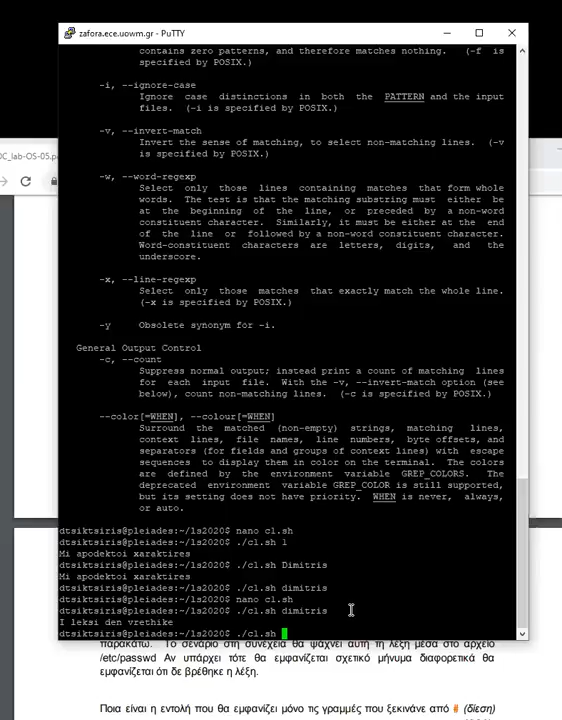 zafora.ece.uowm.gr - PuTTY
contains zero patterns, and therefore matches nothing. (-f is
specified by POSIX.)
-i, --ignore-case
Ignore case distinctions in both the PATTERN and the input
files. (-i is specified by POSIX.)
-v, --invert-match
Invert the sense of matching, to select non-matching lines. (-v
is specified by POSIX.)
-w, --word-regexp
Select only those lines containing matches that form whole
words. The test is that the matching substring must either be
at the beginning of the line, or preceded by a non-word
constituent character. Similarly, it must be either at the end
of the line or followed by a non-word constituent character.
Word-constituent characters are letters, digits, and the
underscore.
-x, --line-regexp
Select only those matches that exactly match the whole line.
(-x is specified by POSIX.)
-y Obsolete synonym for -i.
General Output Control
-c, --count
Suppress normal output; instead print a count of matching lines
for each input file. With the -v, --invert-match option (see
below), count non-matching lines. (-c is specified by POSIX.)
--color[=WHEN], --colour[=WHEN]
Surround the matched (non-empty) strings, matching lines,
context lines, file names, line numbers, byte offsets, and
separators (for fields and groups of context lines) with escape
sequences to display them in color on the terminal. The colors
are defined by the environment variable GREP_COLORS. The
deprecated environment variable GREP_COLOR is still supported,
but its setting does not have priority. WHEN is never, always,
or auto.
dtsiktsiris@pleiades:~/ls2020$ nano c1.sh
dtsiktsiris@pleiades:~/ls2020$ ./c1.sh 1
Mi apodektoi xaraktires
dtsiktsiris@pleiades:~/ls2020$ ./c1.sh Dimitris
Mi apodektoi xaraktires
dtsiktsiris@pleiades:~/ls2020$ ./c1.sh dimitris
dtsiktsiris@pleiades:~/ls2020$ nano c1.sh
dtsiktsiris@pleiades:~/ls2020$ ./c1.sh dimitris
I leksi den vrethike
dtsiktsiris@pleiades:~/ls2020$ ./c1.sh
DC_lab-OS-05.p
παρακάτω. Το σενάριο στη συνέχεια θα ψάχνει αυτή τη λέξη μέσα στο αρχείο
/etc/passwd Αν υπάρχει τότε θα εμφανίζεται σχετικό μήνυμα διαφορετικά θα
εμφανίζεται ότι δε βρέθηκε η λέξη.
Ποια είναι η εντολή που θα εμφανίζει μόνο τις γραμμές που ξεκινάνε από # (δίεση)